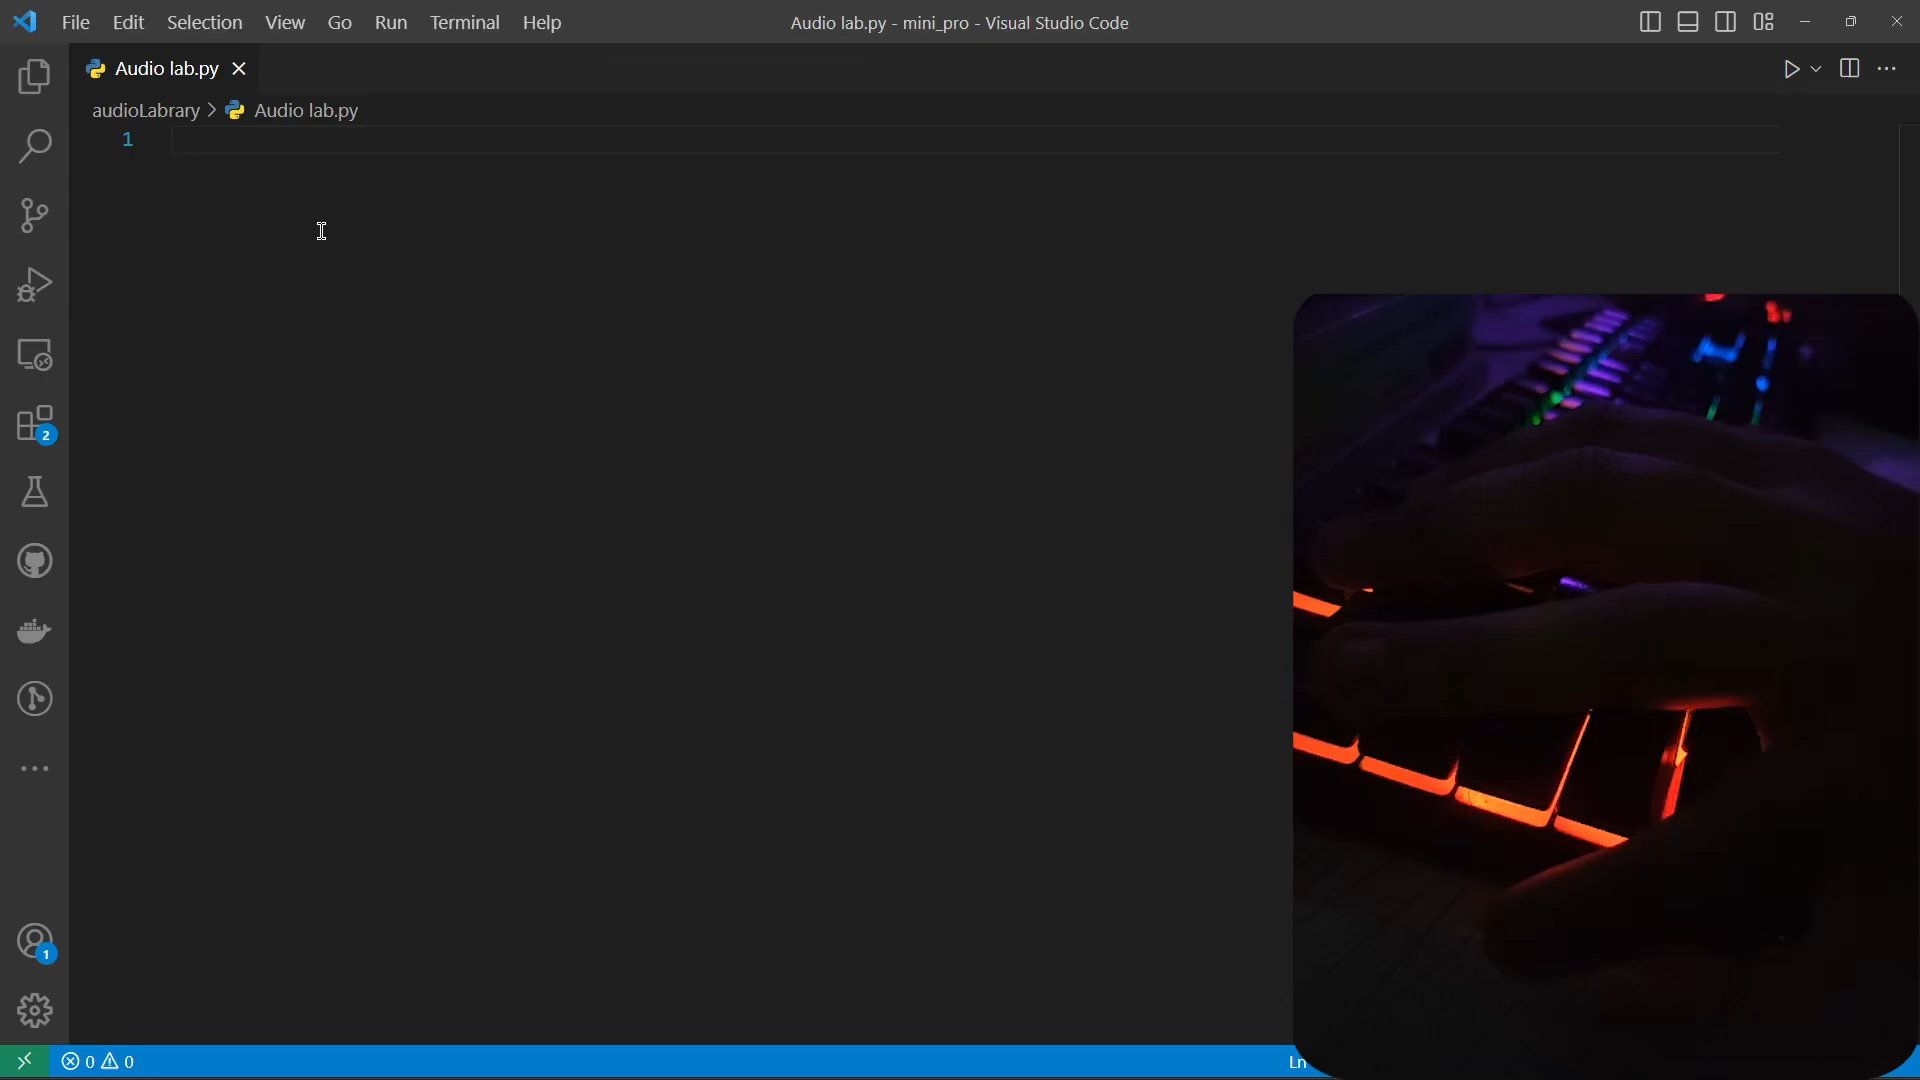 File Edit Selection View Go Run Terminal Help
Audio lab.py - mini_pro - Visual Studio Code
Audio lab.py
audioLabrary > Audio lab.py
1
2
1
0 0
Ln